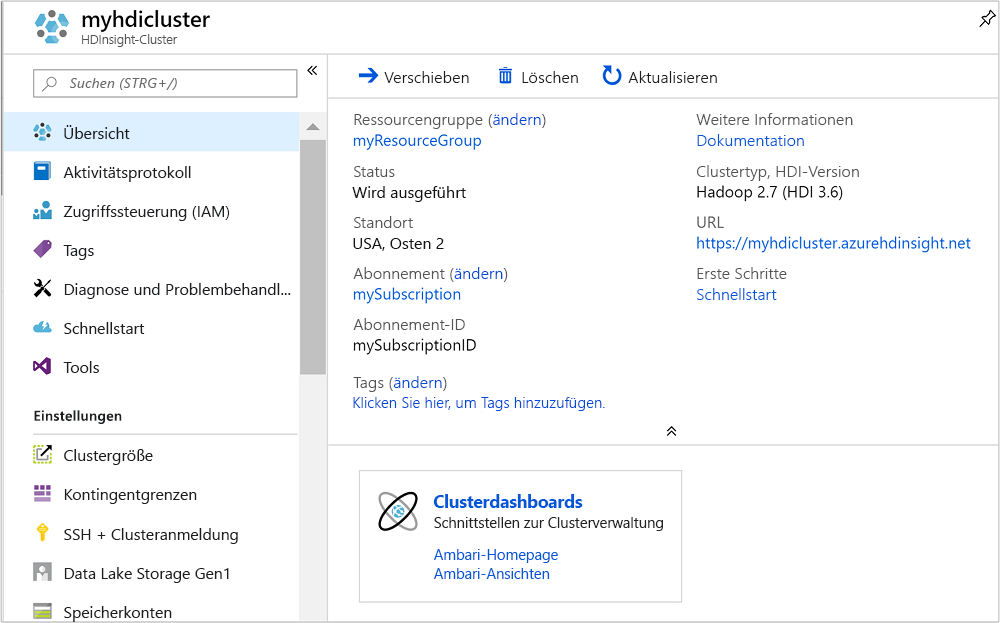 myhdicluster
HDInsight-Cluster
Suchen (STRG+/)
Übersicht
Aktivitätsprotokoll
Zugriffssteuerung (IAM)
Tags
Diagnose und Problembehandl...
Schnellstart
Tools
Einstellungen
Clustergröße
Kontingentgrenzen
SSH + Clusteranmeldung
Data Lake Storage Gen1
Speicherkonten
Verschieben
Löschen
Aktualisieren
Ressourcengruppe (ändern)
myResourceGroup
Status
Wird ausgeführt
Standort
USA, Osten 2
Abonnement (ändern)
mySubscription
Abonnement-ID
mySubscriptionID
Tags (ändern)
Klicken Sie hier, um Tags hinzuzufügen.
Weitere Informationen
Dokumentation
Clustertyp, HDI-Version
Hadoop 2.7 (HDI 3.6)
URL
https://myhdicluster.azurehdinsight.net
Erste Schritte
Schnellstart
Clusterdashboards
Schnittstellen zur Clusterverwaltung
Ambari-Homepage
Ambari-Ansichten